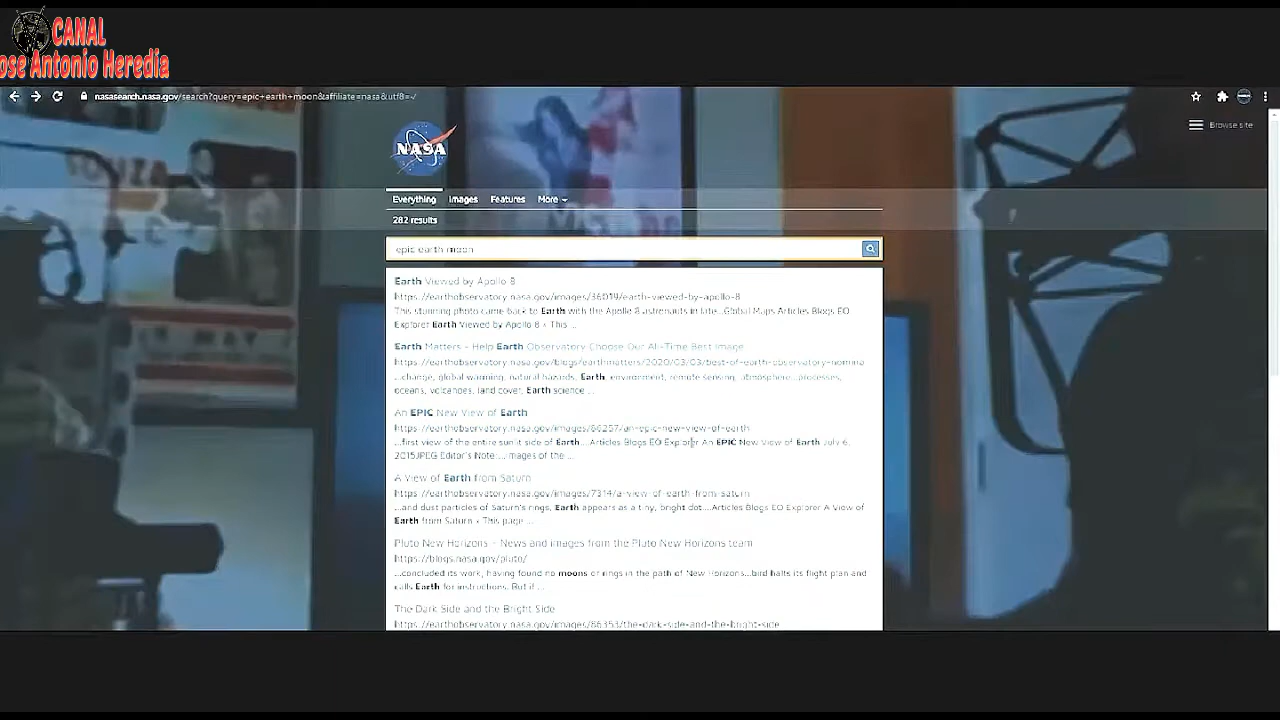 CANAL
ose Antonio Heredia
nasasearch.nasa.gov/search?query=epic+earth+moon&affiliate=nasa&utf8=✓
Browse site
NASA
Everything Images Features More
282 results
epic earth moon
Earth Viewed by Apollo 8
https://earthobservatory.nasa.gov/images/36019/earth-viewed-by-apollo-8
This stunning photo came back to Earth with the Apollo 8 astronauts in late...Global Maps Articles Blogs EO
Explorer Earth Viewed by Apollo 8 • This ...
Earth Matters - Help Earth Observatory Choose Our All-Time Best Image
https://earthobservatory.nasa.gov/blogs/earthmatters/2020/03/03/best-of-earth-observatory-nomina
...change, global warming, natural hazards, Earth, environment, remote sensing, atmosphere...processes,
oceans, volcanoes, land cover, Earth science ...
An EPIC New View of Earth
https://earthobservatory.nasa.gov/images/86257/an-epic-new-view-of-earth
...first view of the entire sunlit side of Earth....Articles Blogs EO Explorer An EPIC New View of Earth July 6,
2015JPEG Editor's Note:... mages of the ...
A View of Earth from Saturn
https://earthobservatory.nasa.gov/images/7314/a-view-of-earth-from-saturn
...and dust particles of Saturn's rings, Earth appears as a tiny, bright dot....Articles Blogs EO Explorer A View of
Earth from Saturn • This page ...
Pluto New Horizons - News and images from the Pluto New Horizons team
https://blogs.nasa.gov/pluto/
...concluded its work, having found no moons or rings in the path of New Horizons...bird halts its flight plan and
calls Earth for instructions. But if ...
The Dark Side and the Bright Side
https://earthobservatory.nasa.gov/images/86353/the-dark-side-and-the-bright-side
MAY